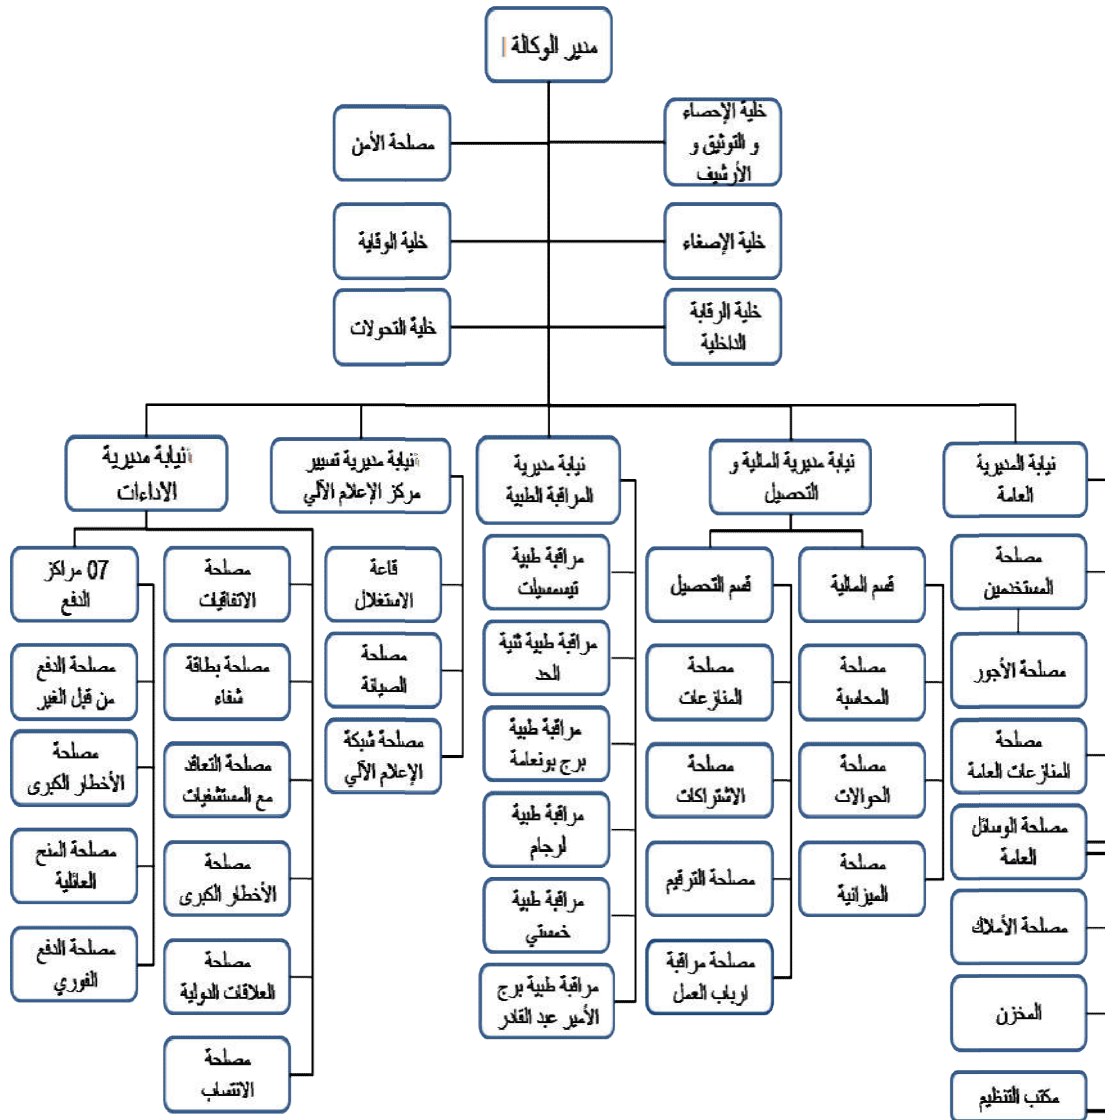 مدير الوكالة
خلية الإحصاء
و التوثيق و
الأرشيف
مصلحة الأمن
خلية الإصغاء
خلية الوقاية
خلية الرقابة
الداخلية
خلية التحولات
نيابة المديرية
العامة
نيابة مديرية المالية و
التحصيل
نيابة مديرية
المراقبة الطبية
نيابة مديرية تسيير
مركز الإعلام الآلي
نيابة مديرية
الاداءات
مصلحة
المستخدمين
مصلحة الأجور
مصلحة
المنازعات العامة
مصلحة الوسائل
العامة
مصلحة الأملاك
المخزن
مكتب التنظيم
قسم المالية
مصلحة
المحاسبة
مصلحة
الحوالات
مصلحة
الميزانية
قسم التحصيل
مصلحة
المنازعات
مصلحة
الاشتراكات
مصلحة الترقيم
مصلحة مراقبة
ارباب العمل
مراقبة طبية
تيسمسيلت
مراقبة طبية ثنية
الحد
مراقبة طبية
برج بونعامة
مراقبة طبية
لرجام
مراقبة طبية
خمستي
مراقبة طبية برج
الأمير عبد القادر
قاعة
الاستغلال
مصلحة
الصيانة
مصلحة شبكة
الإعلام الآلي
مصلحة
الاتفاقيات
مصلحة بطاقة
شفاء
مصلحة التعاقد
مع المستشفيات
مصلحة
الأخطار الكبرى
مصلحة
العلاقات الدولية
مصلحة
الانتساب
07 مراكز
الدفع
مصلحة الدفع
من قبل الغير
مصلحة
الأخطار الكبرى
مصلحة المنح
العائلية
مصلحة الدفع
الفوري